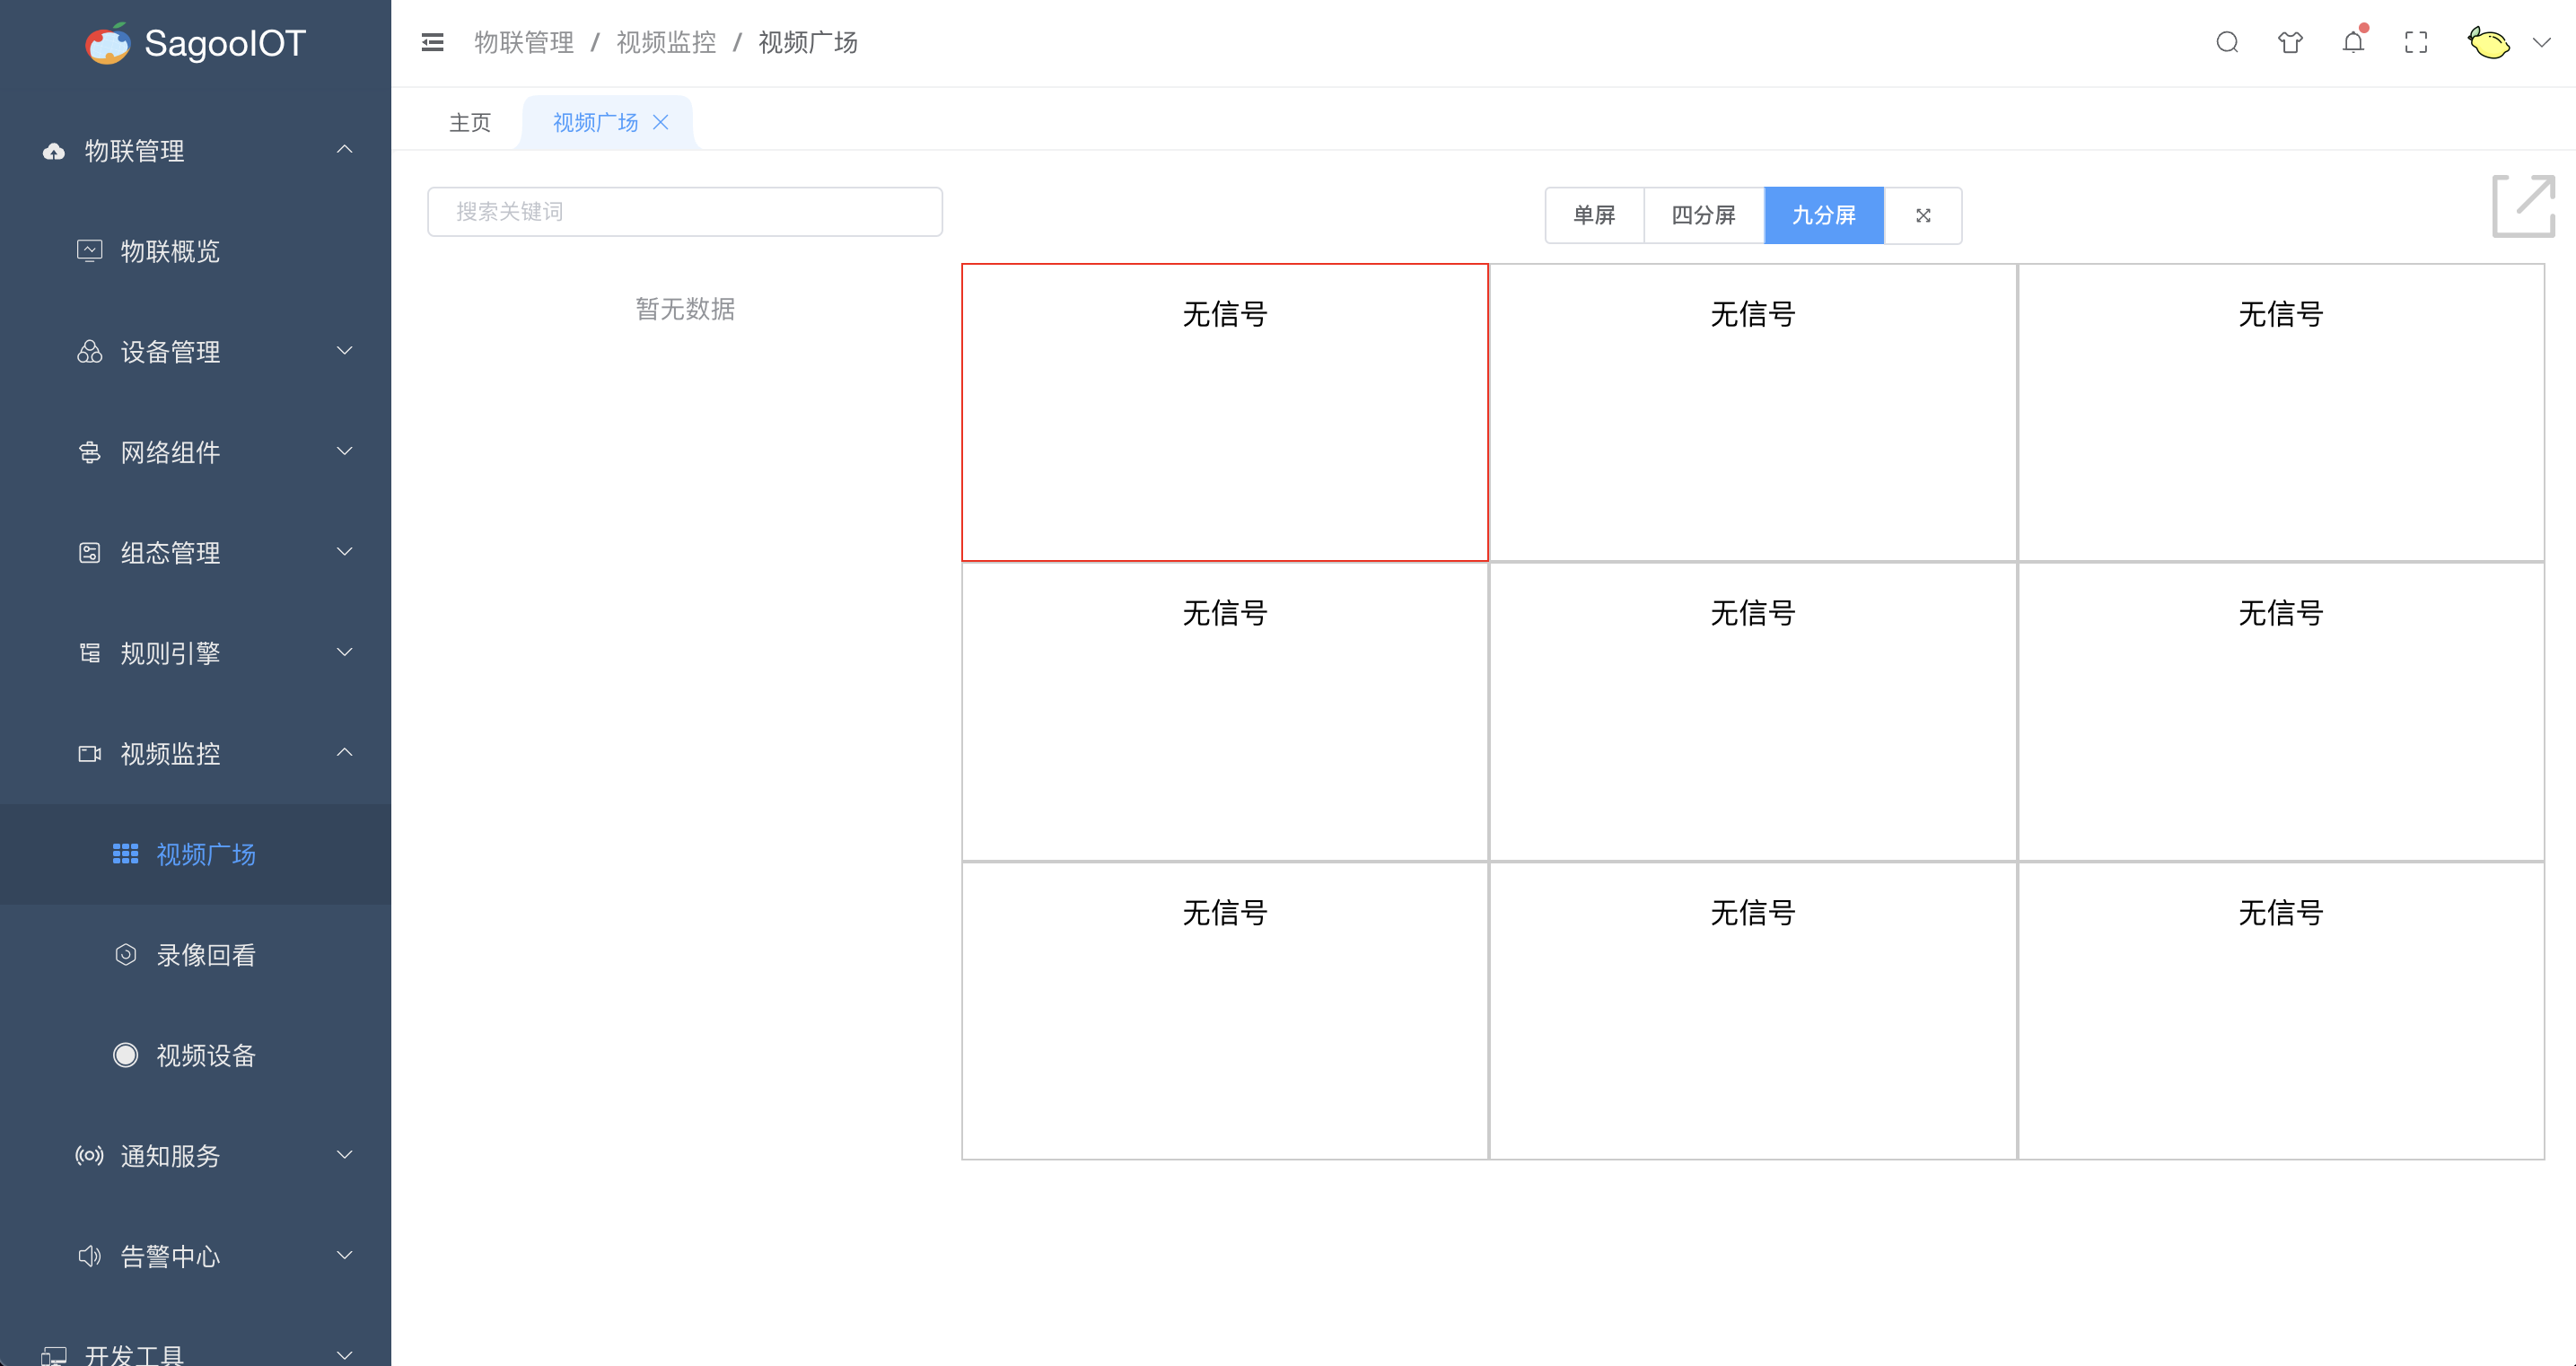 SagooIOT
物联管理 / 视频监控 / 视频广场
主页
视频广场
物联管理
物联概览
设备管理
网络组件
组态管理
规则引擎
视频监控
视频广场
录像回看
视频设备
通知服务
告警中心
开发工具
搜索关键词
暂无数据
单屏 四分屏 九分屏
无信号 无信号 无信号
无信号 无信号 无信号
无信号 无信号 无信号